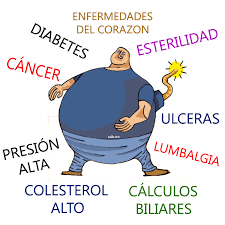 ENFERMEDADES
DEL CORAZON
DIABETES
ESTERILIDAD
CÁNCER
ULCERAS
PRESIÓN
ALTA
LUMBALGIA
COLESTEROL
ALTO
CÁLCULOS
BILIARES